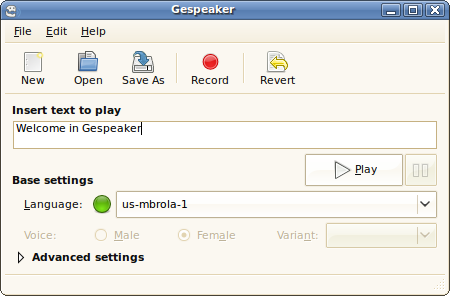 Gespeaker
File Edit Help
New Open Save As Record Revert
Insert text to play
Welcome in Gespeaker
Play
Base settings
Language: us-mbrola-1
Voice: Male Female Variant:
Advanced settings